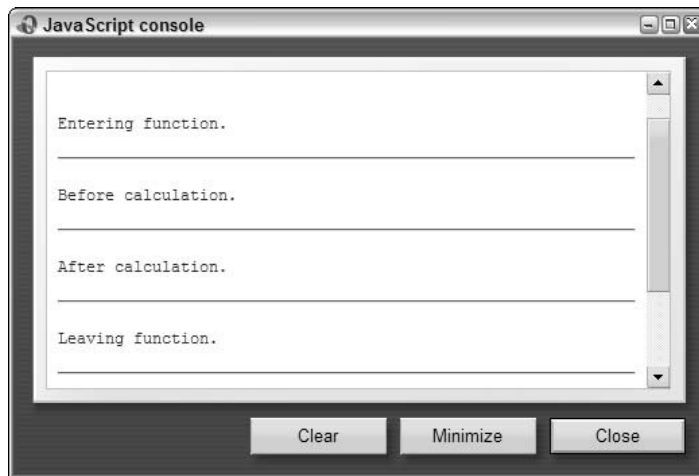 JavaScript console
Entering function.
Before calculation.
After calculation.
Leaving function.
Clear Minimize Close